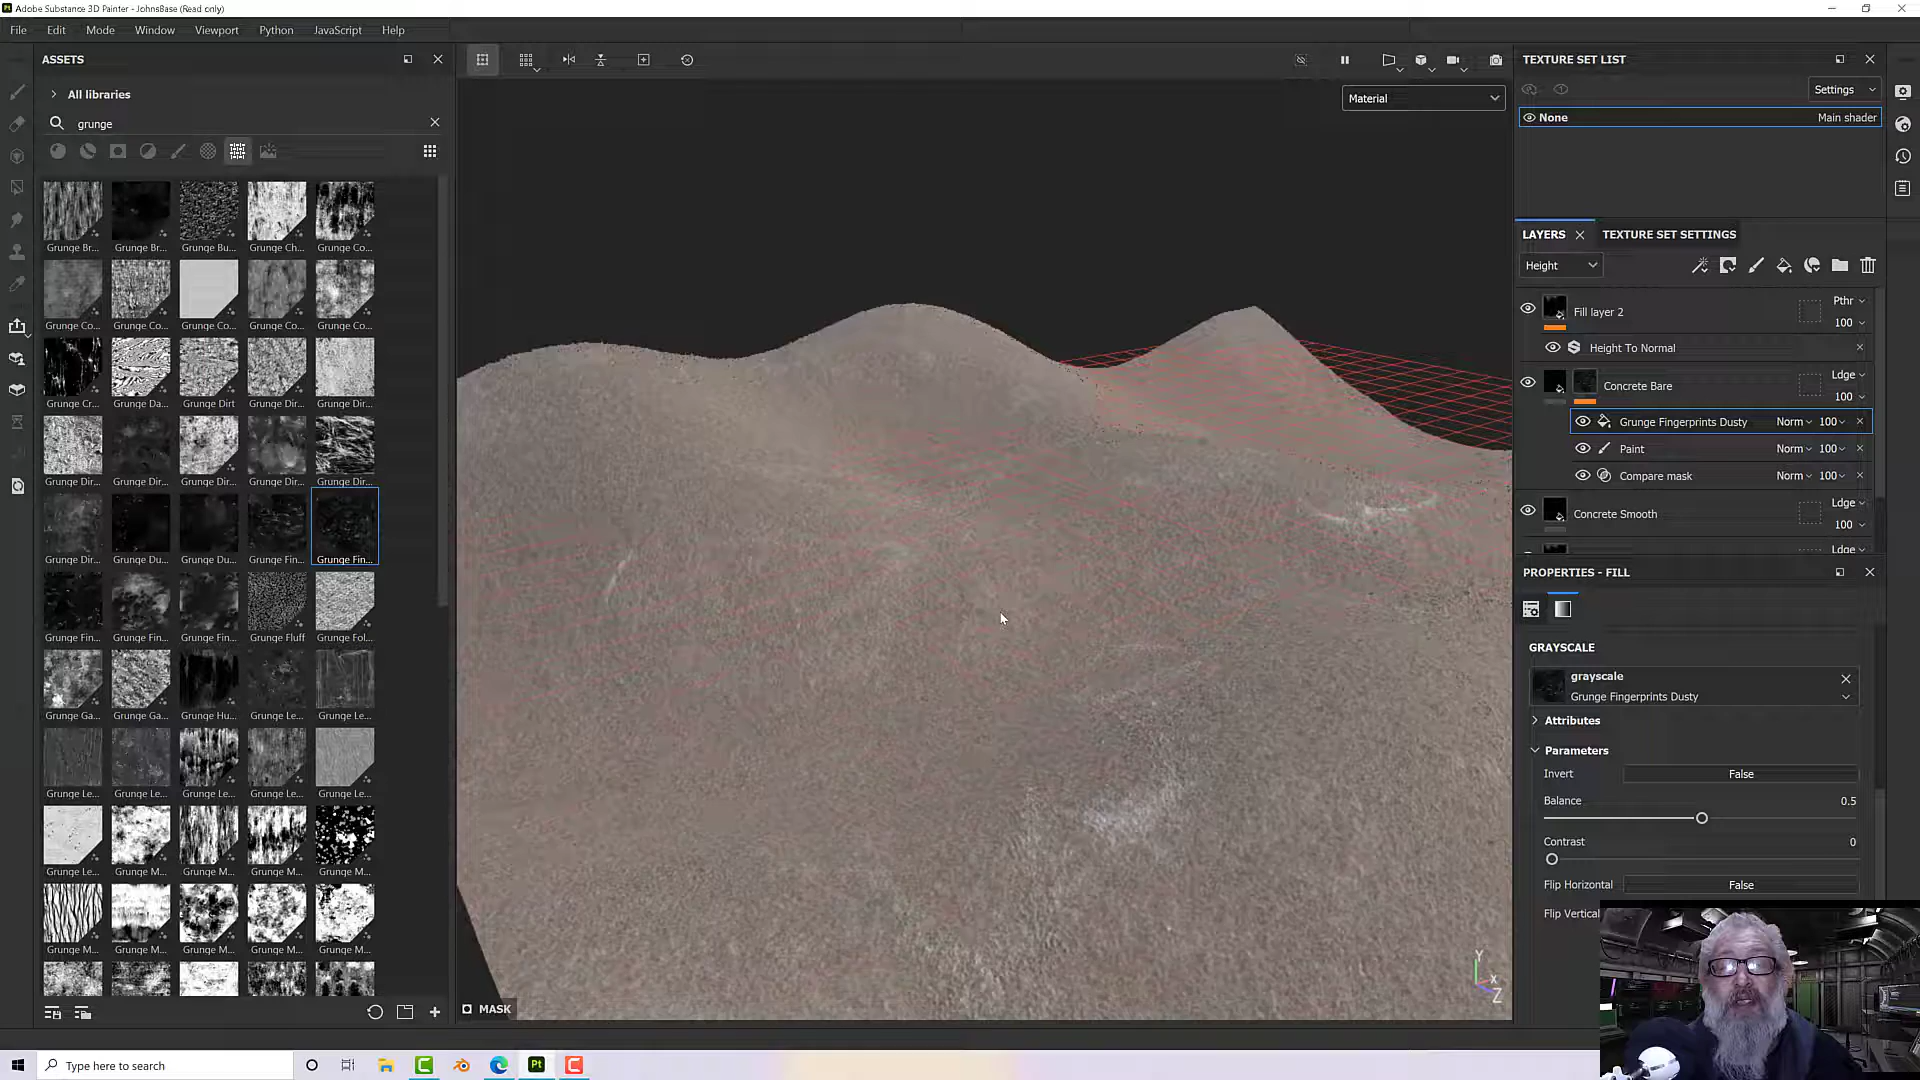 Adobe Substance 3D Painter - JohnsBase (Read only)
File Edit Mode Window Viewport Python JavaScript Help
ASSETS
All libraries
grunge
Grunge Br... Grunge Br... Grunge Bu... Grunge Ch... Grunge Co...
Grunge Co... Grunge Co... Grunge Co... Grunge Co... Grunge Co...
Grunge Cr... Grunge Da... Grunge Dirt Grunge Dir... Grunge Dir...
Grunge Dir... Grunge Dir... Grunge Dir... Grunge Dir... Grunge Dir...
Grunge Dir... Grunge Du... Grunge Du... Grunge Fin... Grunge Fin...
Grunge Fin... Grunge Fin... Grunge Fin... Grunge Fluff Grunge Fol...
Grunge Ga... Grunge Ga... Grunge Hu... Grunge Le... Grunge Le...
Grunge Le... Grunge Le... Grunge Le... Grunge Le... Grunge Le...
Grunge Le... Grunge M... Grunge M... Grunge M... Grunge M...
Grunge M... Grunge M... Grunge M... Grunge M... Grunge M...
Material
MASK
Y
X
Z
TEXTURE SET LIST
Settings
None Main shader
LAYERS TEXTURE SET SETTINGS
Height
Fill layer 2 Pthr 100
Height To Normal
Concrete Bare Ldge 100
Grunge Fingerprints Dusty Norm 100
Paint Norm 100
Compare mask Norm 100
Concrete Smooth Ldge 100
Ldge
PROPERTIES - FILL
GRAYSCALE
grayscale
Grunge Fingerprints Dusty
Attributes
Parameters
Invert False
Balance 0.5
Contrast 0
Flip Horizontal False
Flip Vertical
Type here to search
Pt